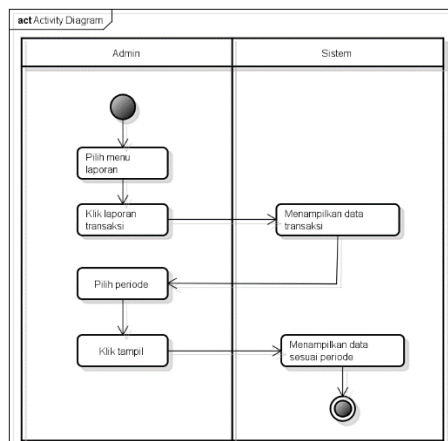 act Activity Diagram
Admin
Sistem
Pilih menu
laporan
Klik laporan
transaksi
Menampilkan data
transaksi
Pilih periode
Klik tampil
Menampilkan data
sesuai periode